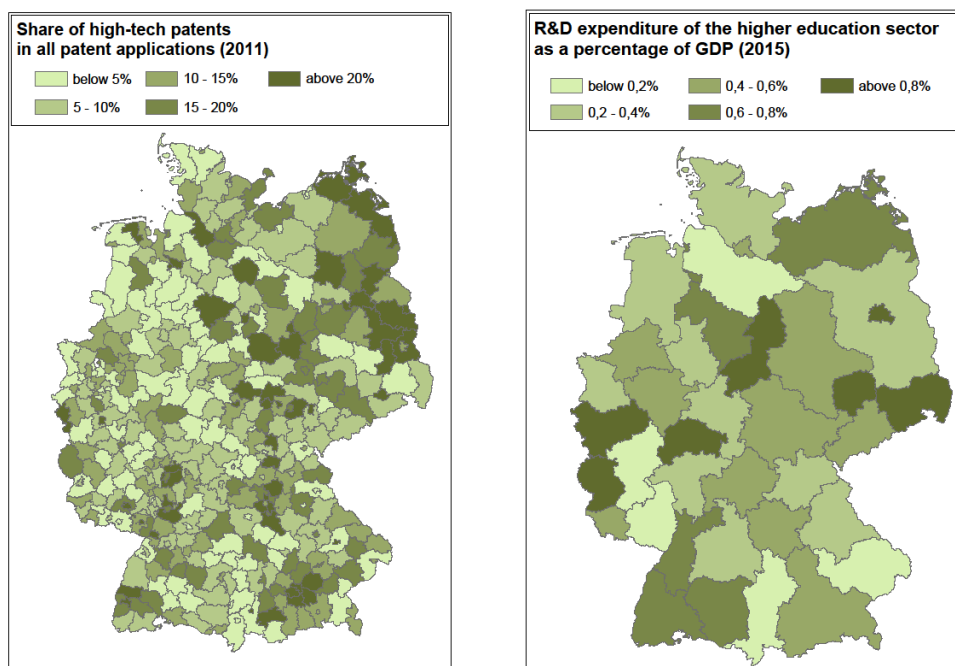 Share of high-tech patents
in all patent applications (2011)
below 5%
10 - 15%
above 20%
5 - 10%
15 - 20%
R&D expenditure of the higher education sector
as a percentage of GDP (2015)
below 0,2%
0,4 - 0,6%
above 0,8%
0,2 - 0,4%
0,6 - 0,8%